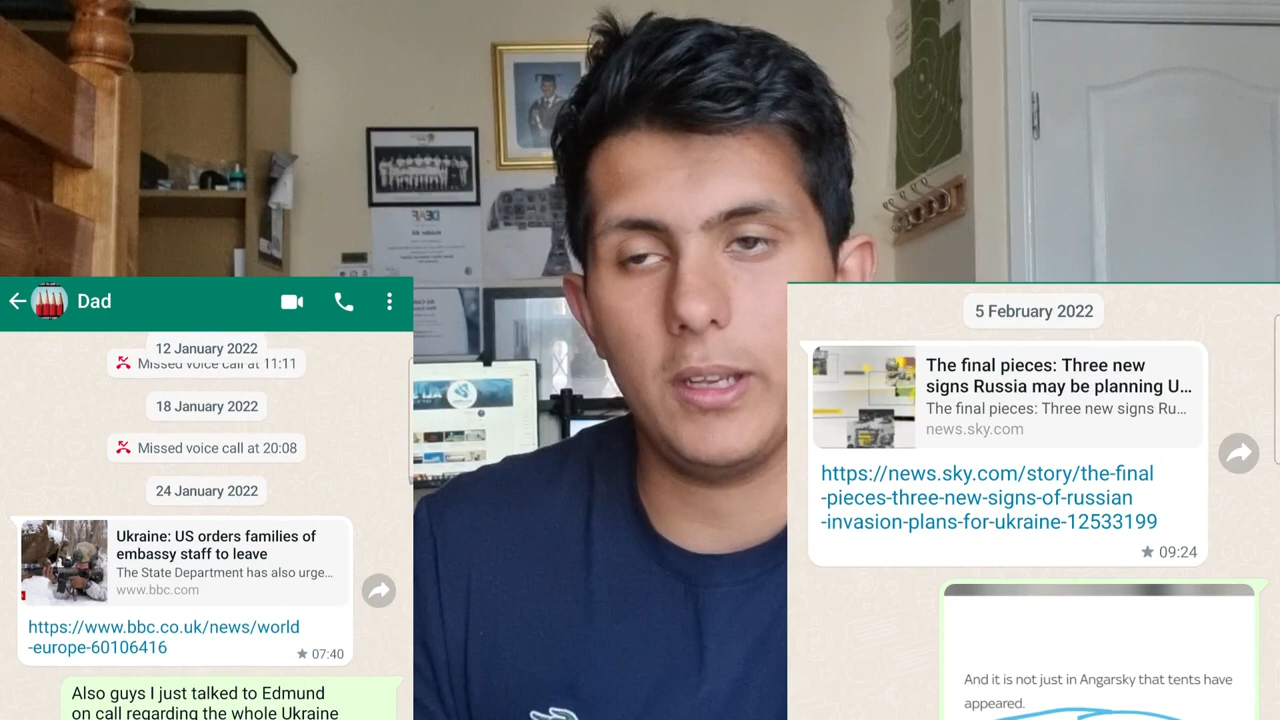 Dad
12 January 2022
Missed voice call at 11:11
18 January 2022
Missed voice call at 20:08
24 January 2022
Ukraine: US orders families of
embassy staff to leave
The State Department has also urge…
www.bbc.com
https://www.bbc.co.uk/news/world
-europe-60106416
07:40
Also guys I just talked to Edmund
on call regarding the whole Ukraine
DEAF
5 February 2022
The final pieces: Three new
signs Russia may be planning U...
The final pieces: Three new signs Ru...
news.sky.com
https://news.sky.com/story/the-final
-pieces-three-new-signs-of-russian
-invasion-plans-for-ukraine-12533199
09:24
And it is not just in Angarsky that tents have
appeared.